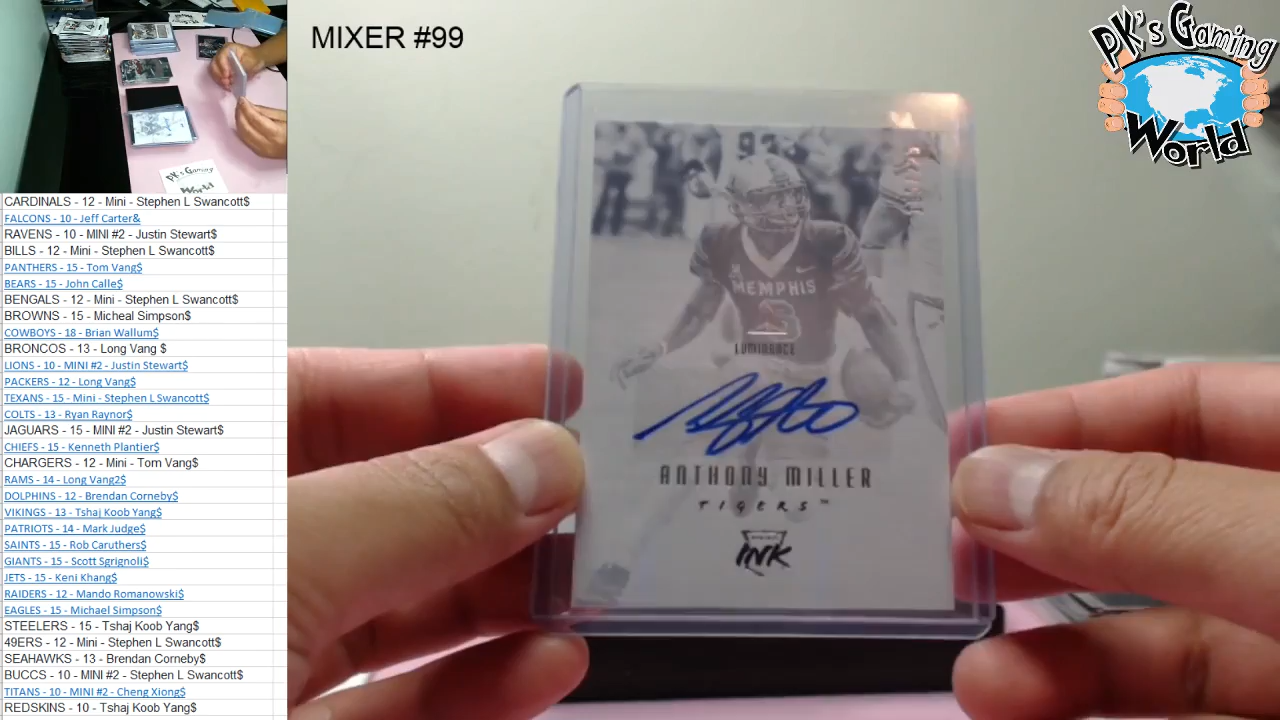 MIXER #99
PK's Gaming
World
PK's Gaming
World
CARDINALS - 12 - Mini - Stephen L Swancott$
FALCONS - 10 - Jeff Carter&
RAVENS - 10 - MINI #2 - Justin Stewart$
BILLS - 12 - Mini - Stephen L Swancott$
PANTHERS - 15 - Tom Vang$
BEARS - 15 - John Calle$
BENGALS - 12 - Mini - Stephen L Swancott$
BROWNS - 15 - Micheal Simpson$
COWBOYS - 18 - Brian Wallum$
BRONCOS - 13 - Long Vang $
LIONS - 10 - MINI #2 - Justin Stewart$
PACKERS - 12 - Long Vang$
TEXANS - 15 - Mini - Stephen L Swancott$
COLTS - 13 - Ryan Raynor$
JAGUARS - 15 - MINI #2 - Justin Stewart$
CHIEFS - 15 - Kenneth Plantier$
CHARGERS - 12 - Mini - Tom Vang$
RAMS - 14 - Long Vang2$
DOLPHINS - 12 - Brendan Corneby$
VIKINGS - 13 - Tshaj Koob Yang$
PATRIOTS - 14 - Mark Judge$
SAINTS - 15 - Rob Caruthers$
GIANTS - 15 - Scott Sgrignoli$
JETS - 15 - Keni Khang$
RAIDERS - 12 - Mando Romanowski$
EAGLES - 15 - Michael Simpson$
STEELERS - 15 - Tshaj Koob Yang$
49ERS - 12 - Mini - Stephen L Swancott$
SEAHAWKS - 13 - Brendan Corneby$
BUCCS - 10 - MINI #2 - Stephen L Swancott$
TITANS - 10 - MINI #2 - Cheng Xiong$
REDSKINS - 10 - Tshaj Koob Yang$
MEMPHIS
3
LUMINANCE
ANTHONY MILLER
TIGERS™
INK